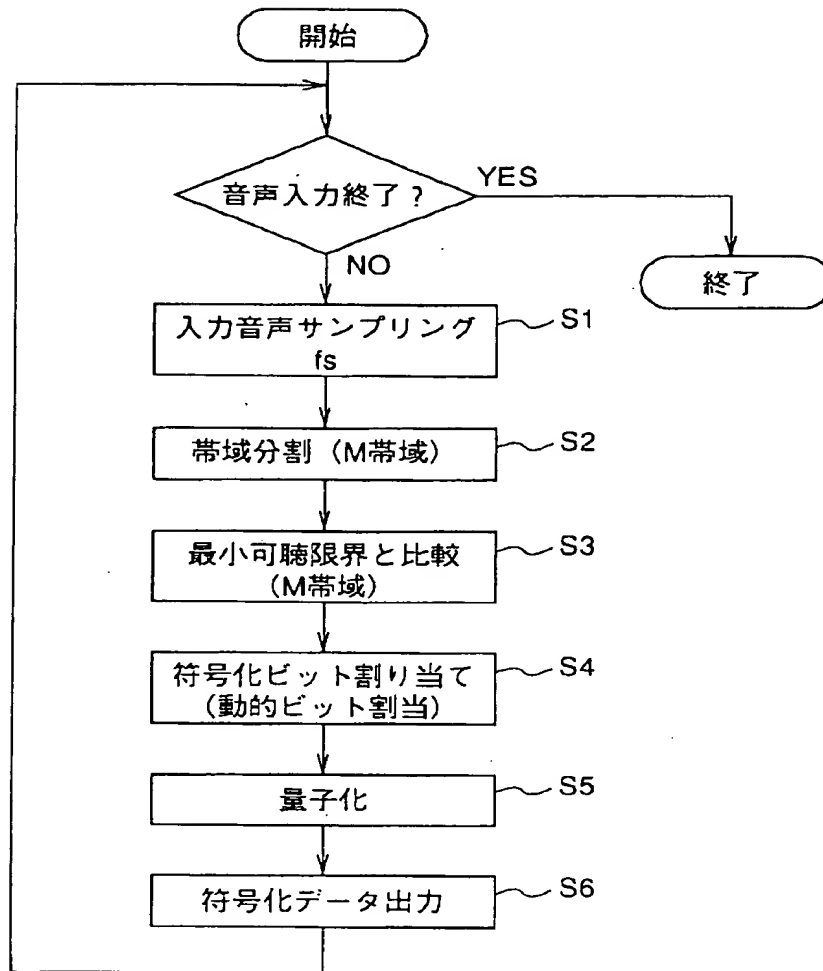 開始
音声入力終了？
YES
NO
終了
入力音声サンプリング
fs
S1
帯域分割（M帯域）
S2
最小可聴限界と比較
（M帯域）
S3
符号化ビット割り当て
（動的ビット割当）
S4
量子化
S5
符号化データ出力
S6